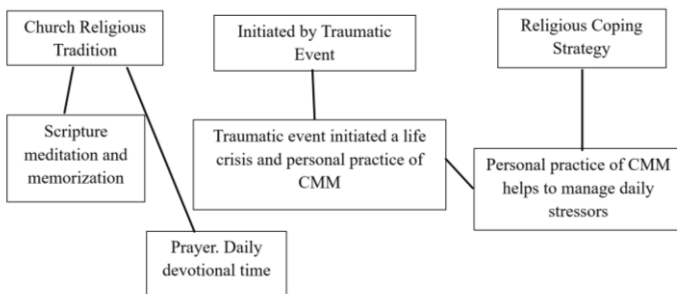 Church Religious
Tradition
Initiated by Traumatic
Event
Religious Coping
Strategy
Scripture
meditation and
memorization
Traumatic event initiated a life
crisis and personal practice of
CMM
Personal practice of CMM
helps to manage daily
stressors
Prayer. Daily
devotional time